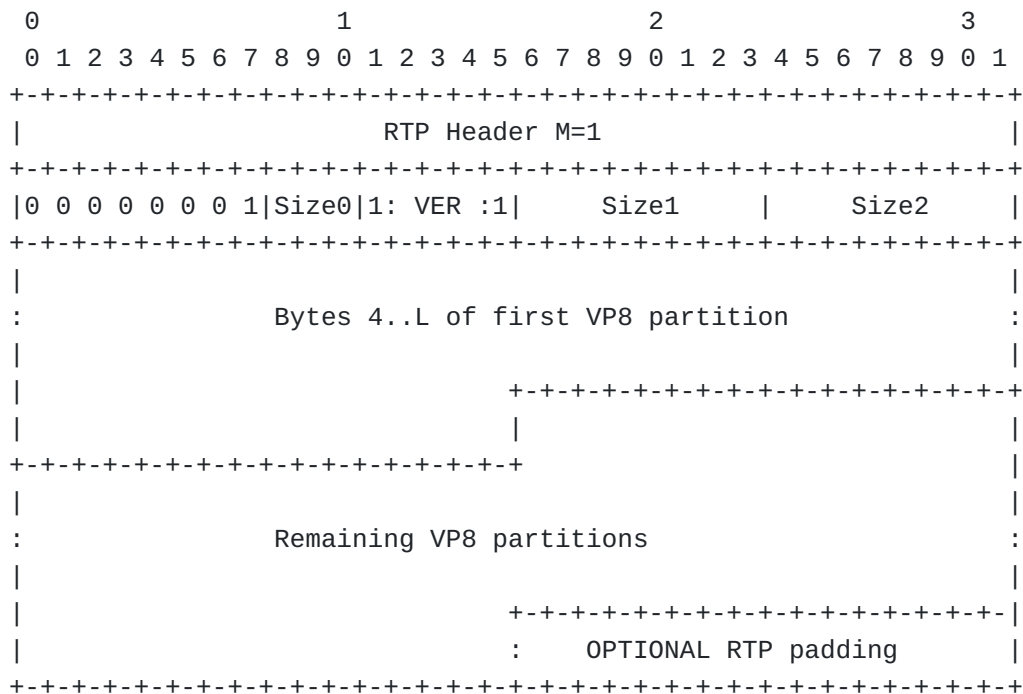 0                   1                   2                   3
 0 1 2 3 4 5 6 7 8 9 0 1 2 3 4 5 6 7 8 9 0 1 2 3 4 5 6 7 8 9 0 1
+-+-+-+-+-+-+-+-+-+-+-+-+-+-+-+-+-+-+-+-+-+-+-+-+-+-+-+-+-+-+-+-+
|                       RTP Header M=1                          |
+-+-+-+-+-+-+-+-+-+-+-+-+-+-+-+-+-+-+-+-+-+-+-+-+-+-+-+-+-+-+-+-+
|0 0 0 0 0 0 0 1|Size0|1: VER :1|     Size1     |     Size2     |
+-+-+-+-+-+-+-+-+-+-+-+-+-+-+-+-+-+-+-+-+-+-+-+-+-+-+-+-+-+-+-+-+
|                                                               |
:                Bytes 4..L of first VP8 partition              :
|                                                               |
|                               +-+-+-+-+-+-+-+-+-+-+-+-+-+-+-+-+
|                               |                               |
+-+-+-+-+-+-+-+-+-+-+-+-+-+-+-+-+                               |
|                                                               |
:                Remaining VP8 partitions                       :
|                                                               |
|                               +-+-+-+-+-+-+-+-+-+-+-+-+-+-+-+-|
|                               :    OPTIONAL RTP padding       |
+-+-+-+-+-+-+-+-+-+-+-+-+-+-+-+-+-+-+-+-+-+-+-+-+-+-+-+-+-+-+-+-+